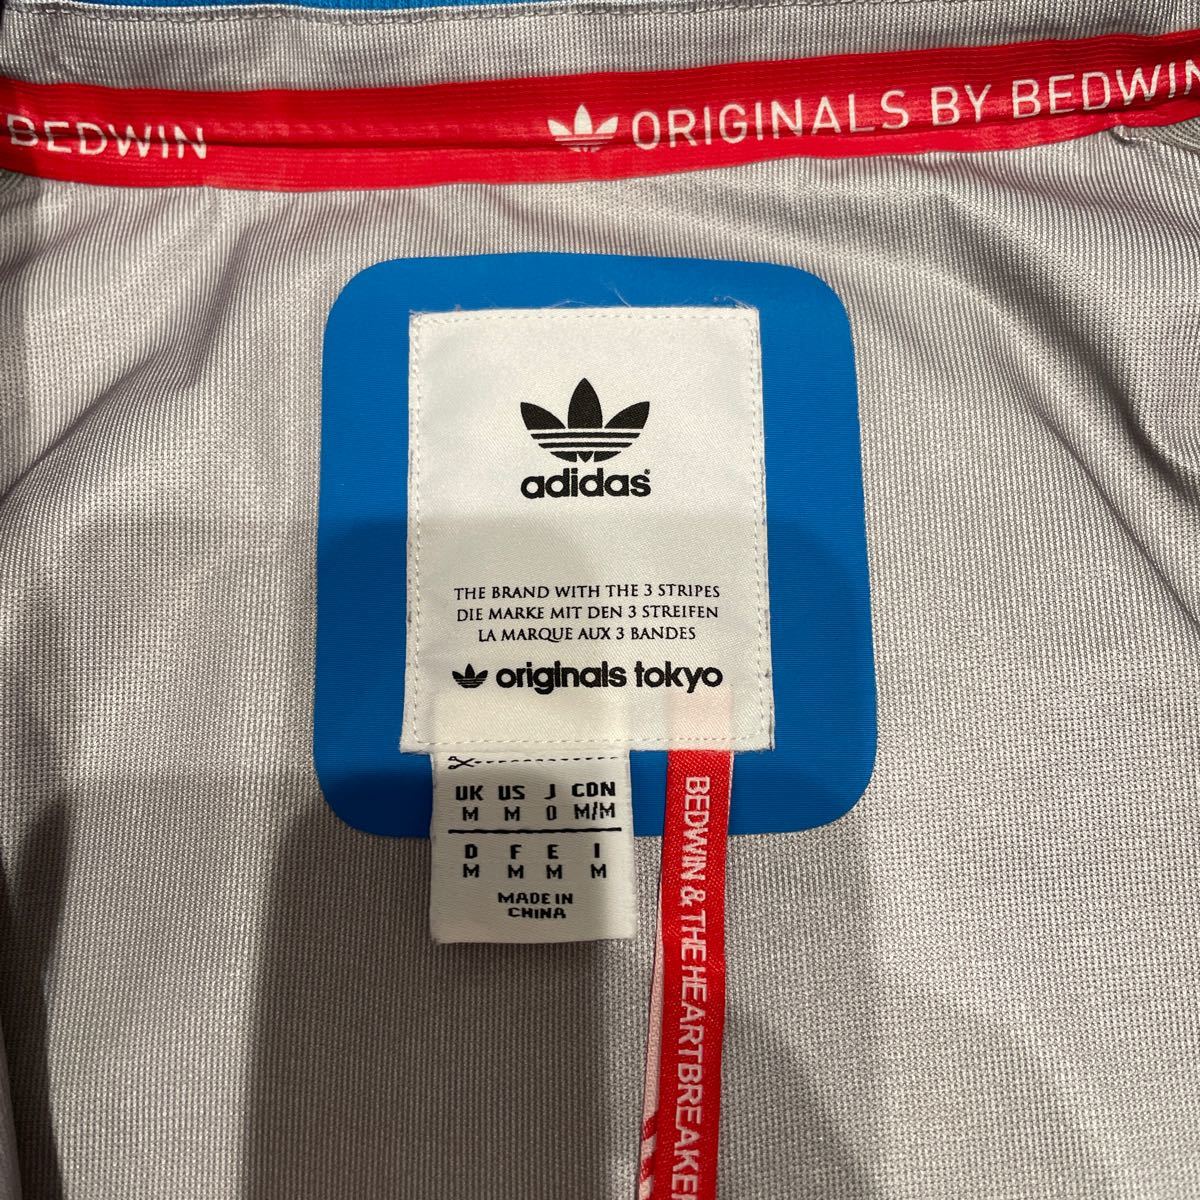 BEDWIN
ORIGINALS BY BEDWIN
adidas®
THE BRAND WITH THE 3 STRIPES
DIE MARKE MIT DEN 3 STREIFEN
LA MARQUE AUX 3 BANDES
originals tokyo
UK US J CDN
M M O M/M
D F E I
M M M M
MADE IN
CHINA
BEDWIN & THE HEARTBREAKE